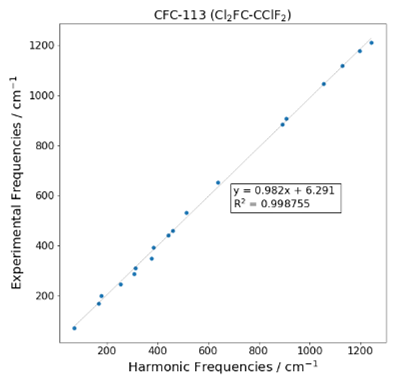 CFC-113 (Cl₂FC-CClF₂)
Experimental Frequencies / cm⁻¹
1200
1000
800
600
400
200
y = 0.982x + 6.291
R² = 0.998755
200 400 600 800 1000 1200
Harmonic Frequencies / cm⁻¹